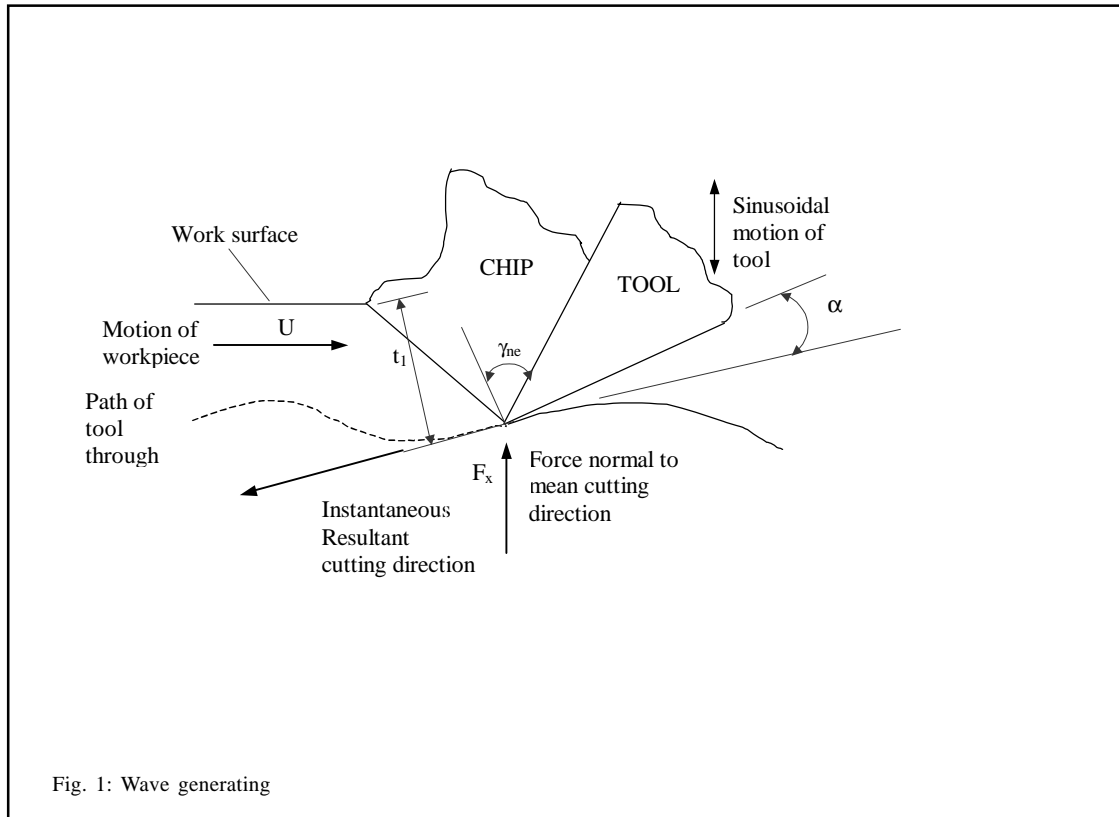 Sinusoidal
motion of
tool
Work surface
CHIP
TOOL
α
Motion of
workpiece
U
t1
γne
Path of
tool
through
Fx
Force normal to
mean cutting
direction
Instantaneous
Resultant
cutting direction
Fig. 1: Wave generating